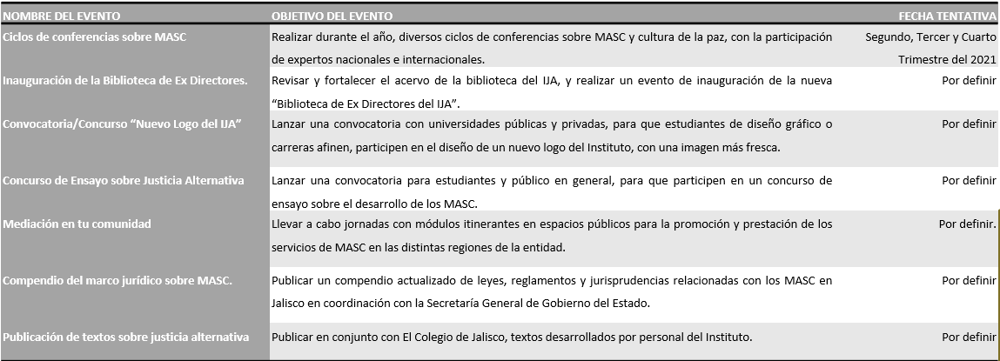 NOMBRE DEL EVENTO OBJETIVO DEL EVENTO FECHA TENTATIVA
Ciclos de conferencias sobre MASC Realizar durante el año, diversos ciclos de conferencias sobre MASC y cultura de la paz, con la participación Segundo, Tercer y Cuarto
de expertos nacionales e internacionales. Trimestre del 2021
Inauguración de la Biblioteca de Ex Directores. Revisar y fortalecer el acervo de la biblioteca del IJA, y realizar un evento de inauguración de la nueva Por definir
“Biblioteca de Ex Directores del IJA”.
Convocatoria/Concurso “Nuevo Logo del IJA” Lanzar una convocatoria con universidades públicas y privadas, para que estudiantes de diseño gráfico o Por definir
carreras afinen, participen en el diseño de un nuevo logo del Instituto, con una imagen más fresca.
Concurso de Ensayo sobre Justicia Alternativa Lanzar una convocatoria para estudiantes y público en general, para que participen en un concurso de Por definir
ensayo sobre el desarrollo de los MASC.
Mediación en tu comunidad Llevar a cabo jornadas con módulos itinerantes en espacios públicos para la promoción y prestación de los Por definir.
servicios de MASC en las distintas regiones de la entidad.
Compendio del marco jurídico sobre MASC. Publicar un compendio actualizado de leyes, reglamentos y jurisprudencias relacionadas con los MASC en Por definir
Jalisco en coordinación con la Secretaría General de Gobierno del Estado.
Publicación de textos sobre justicia alternativa Publicar en conjunto con El Colegio de Jalisco, textos desarrollados por personal del Instituto. Por definir